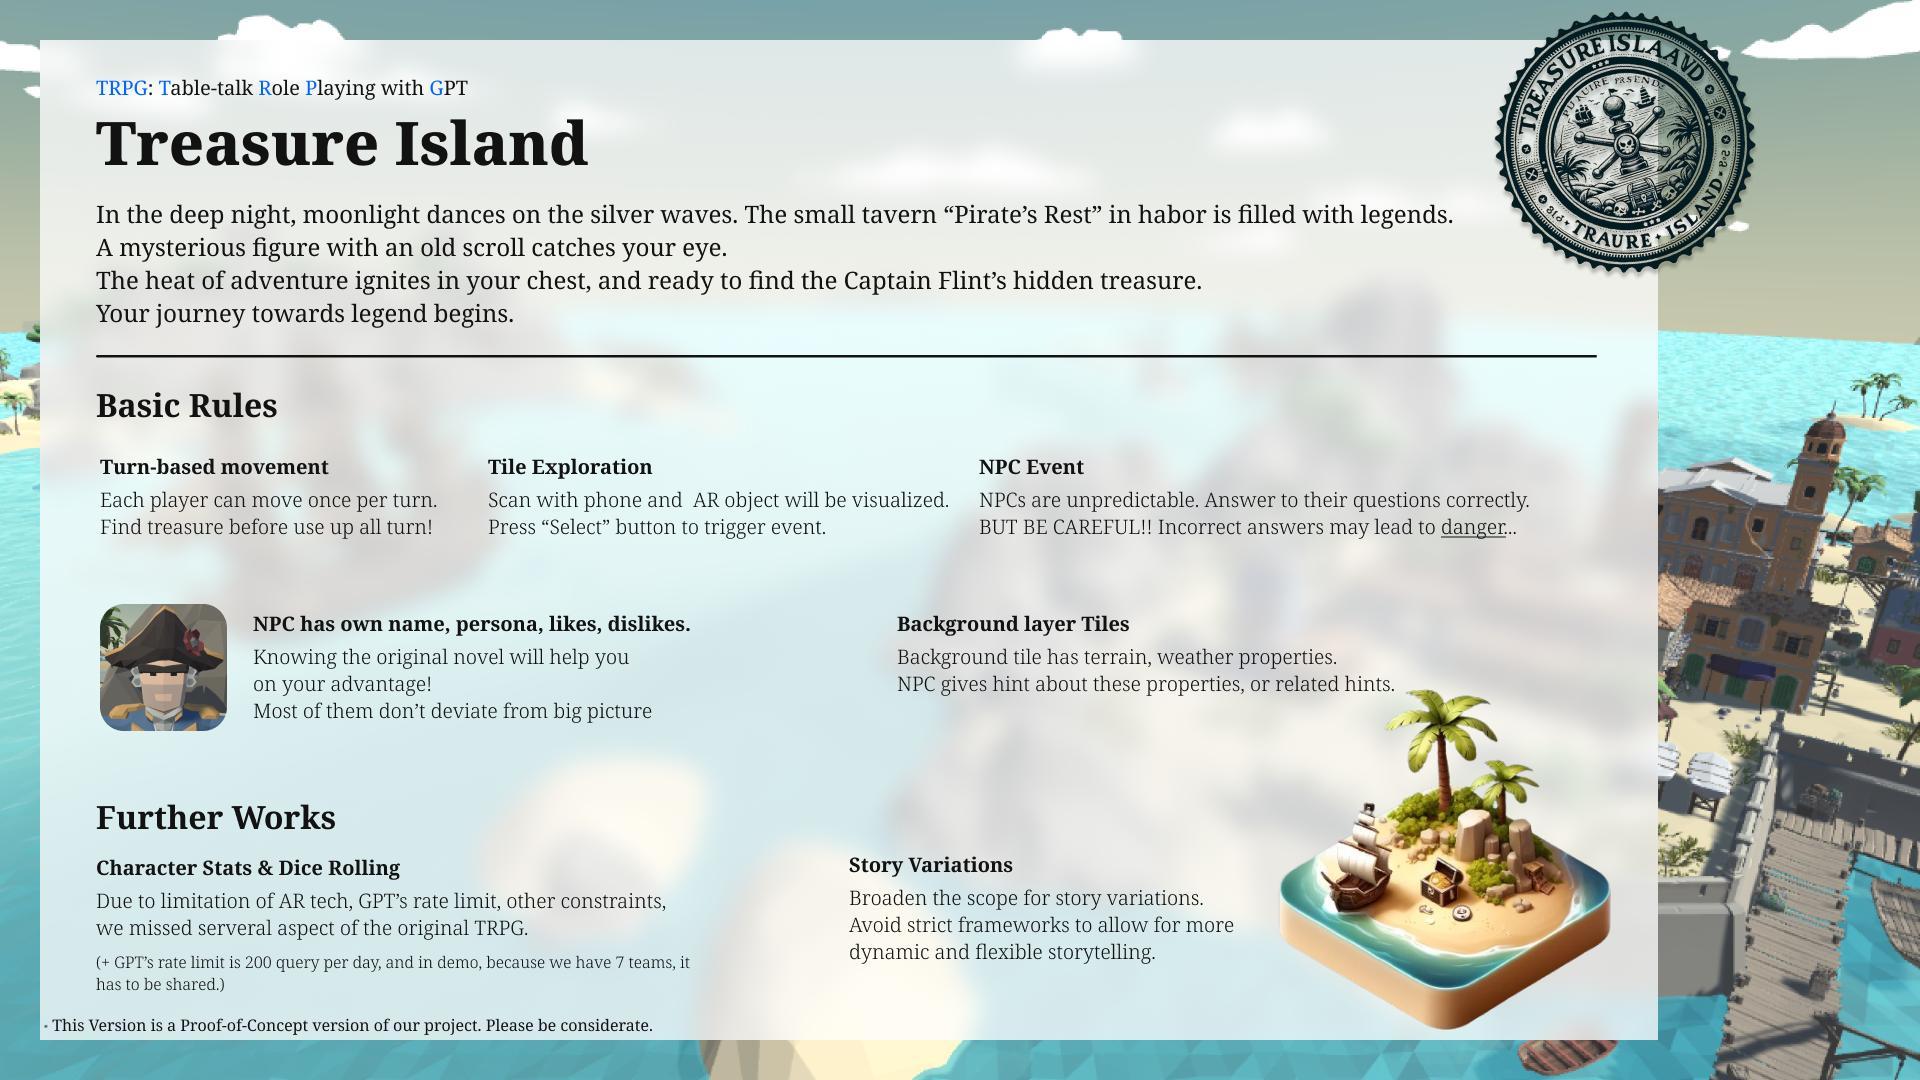 TRPG: Table-talk Role Playing with GPT
Treasure Island
In the deep night, moonlight dances on the silver waves. The small tavern “Pirate’s Rest” in habor is filled with legends.
A mysterious figure with an old scroll catches your eye.
The heat of adventure ignites in your chest, and ready to find the Captain Flint’s hidden treasure.
Your journey towards legend begins.
TREASURE ISLAAVD
TRAURE · ISLAND
Basic Rules
Turn-based movement
Each player can move once per turn.
Find treasure before use up all turn!
Tile Exploration
Scan with phone and  AR object will be visualized.
Press “Select” button to trigger event.
NPC Event
NPCs are unpredictable. Answer to their questions correctly.
BUT BE CAREFUL!! Incorrect answers may lead to danger...
NPC has own name, persona, likes, dislikes.
Knowing the original novel will help you
on your advantage!
Most of them don’t deviate from big picture
Background layer Tiles
Background tile has terrain, weather properties.
NPC gives hint about these properties, or related hints.
Further Works
Character Stats & Dice Rolling
Due to limitation of AR tech, GPT’s rate limit, other constraints,
we missed serveral aspect of the original TRPG.
(+ GPT’s rate limit is 200 query per day, and in demo, because we have 7 teams, it
has to be shared.)
Story Variations
Broaden the scope for story variations.
Avoid strict frameworks to allow for more
dynamic and flexible storytelling.
· This Version is a Proof-of-Concept version of our project. Please be considerate.